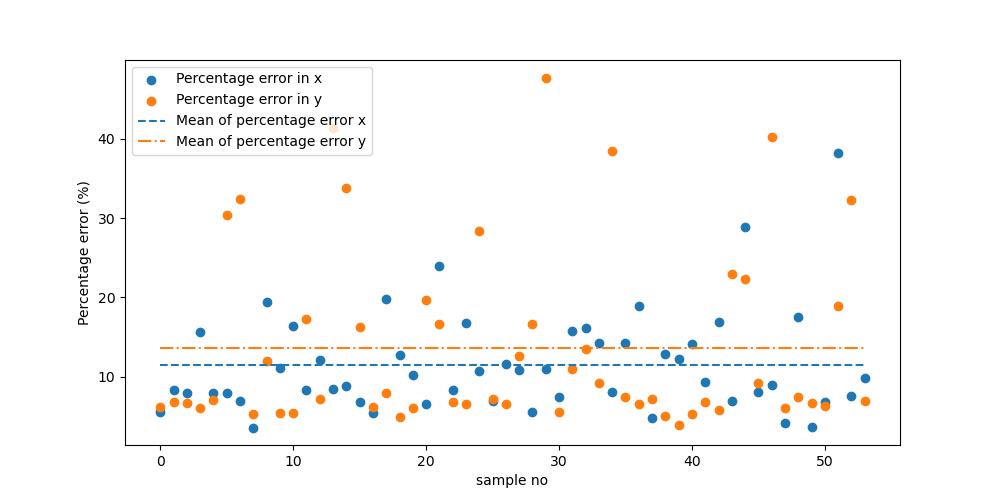 Percentage error in x
Percentage error in y
Mean of percentage error x
Mean of percentage error y
Percentage error (%)
40
30
20
10
0
10
20
30
40
50
sample no